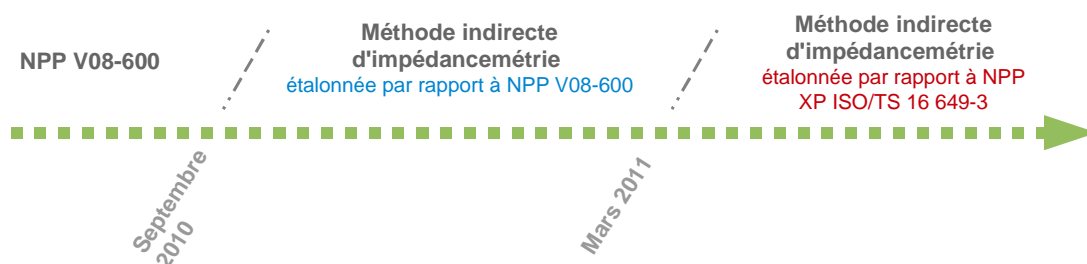 NPP V08-600
Méthode indirecte
d'impédancemétrie
étalonnée par rapport à NPP V08-600
Méthode indirecte
d'impédancemétrie
étalonnée par rapport à NPP
XP ISO/TS 16 649-3
Septembre
2010
Mars 2011